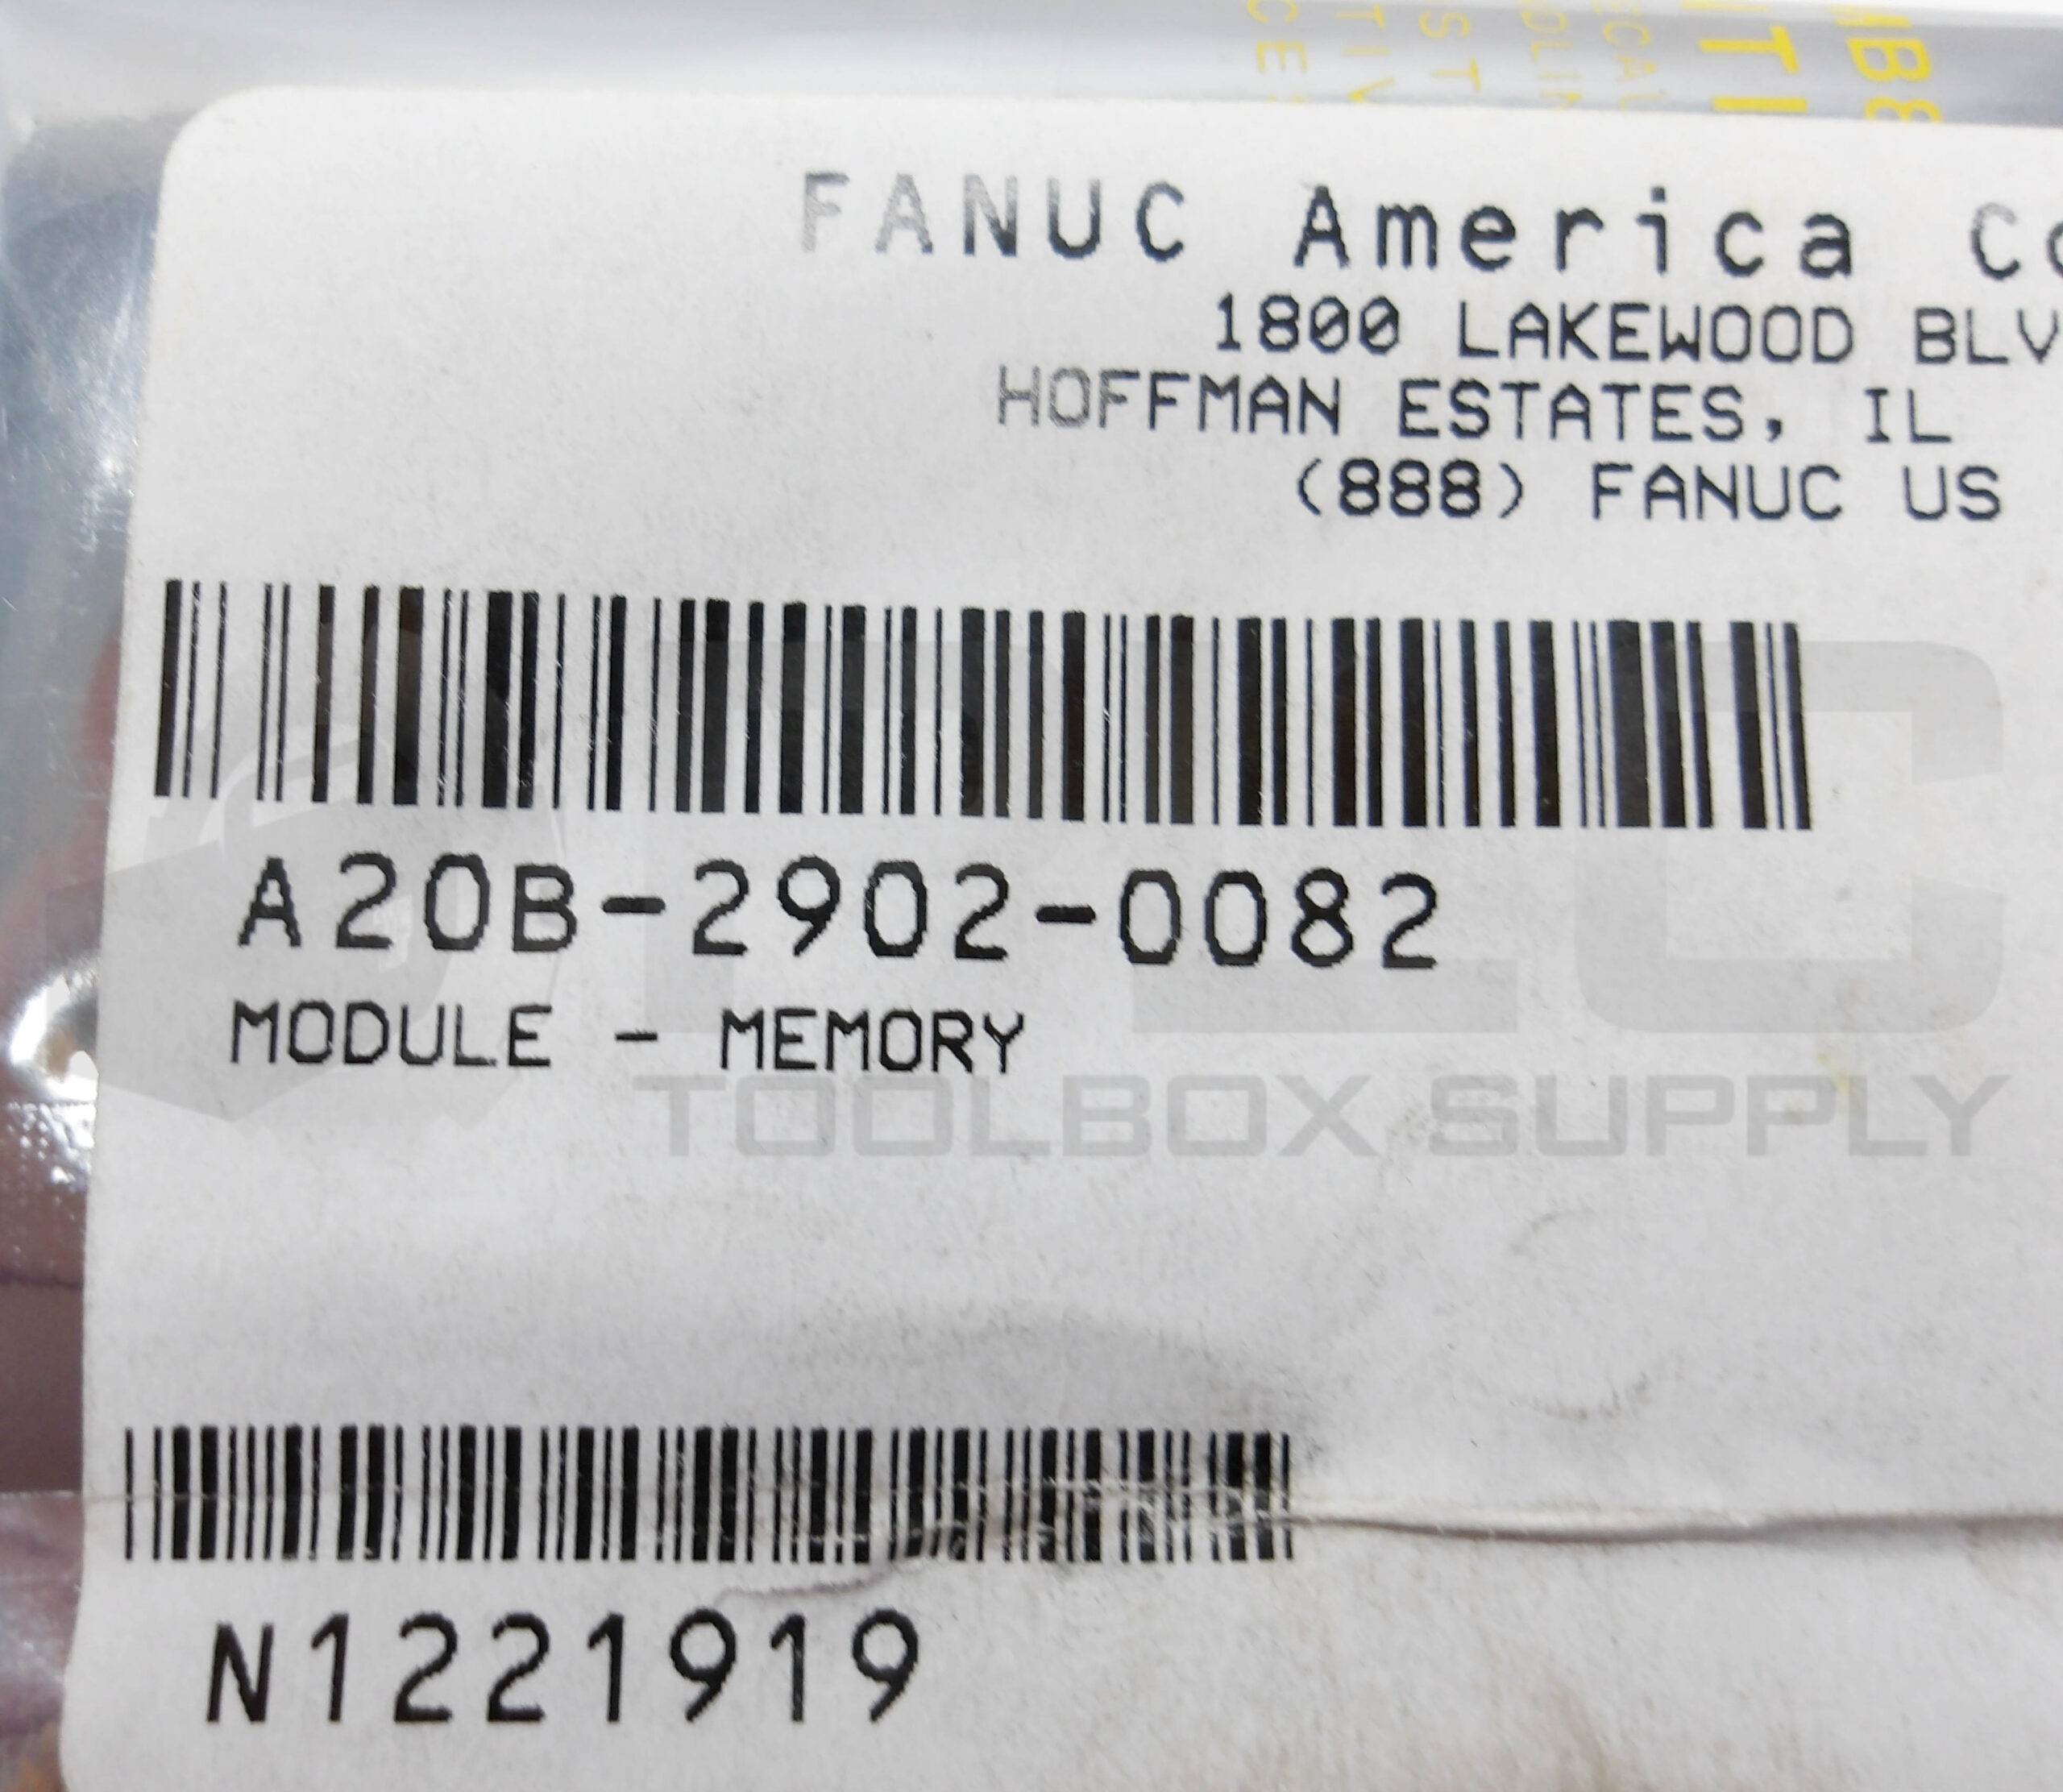 FANUC America Co
1800 LAKEWOOD BLV
HOFFMAN ESTATES, IL
(888) FANUC US
A20B-2902-0082
MODULE - MEMORY
PLC
TOOLBOX SUPPLY
N1221919